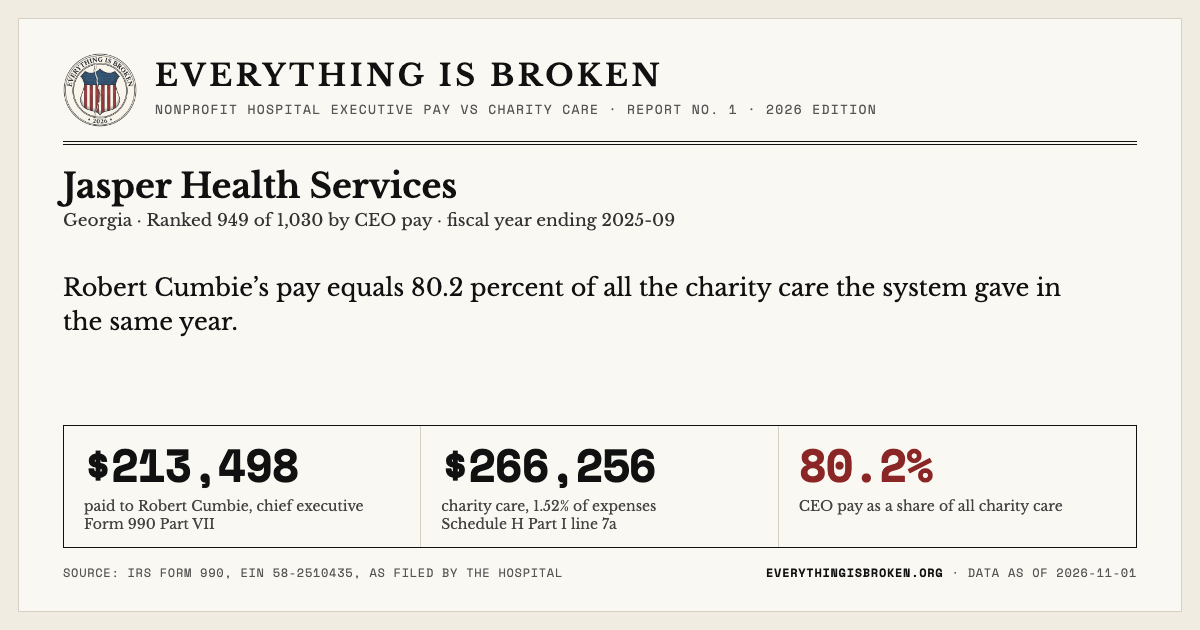 EVERYTHING IS BROKEN
· 2026 ·
EVERYTHING IS BROKEN
NONPROFIT HOSPITAL EXECUTIVE PAY VS CHARITY CARE · REPORT NO. 1 · 2026 EDITION
Jasper Health Services
Georgia · Ranked 949 of 1,030 by CEO pay · fiscal year ending 2025-09
Robert Cumbie’s pay equals 80.2 percent of all the charity care the system gave in
the same year.
$213,498
paid to Robert Cumbie, chief executive
Form 990 Part VII
$266,256
charity care, 1.52% of expenses
Schedule H Part I line 7a
80.2%
CEO pay as a share of all charity care
SOURCE: IRS FORM 990, EIN 58-2510435, AS FILED BY THE HOSPITAL
EVERYTHINGISBROKEN.ORG · DATA AS OF 2026-11-01